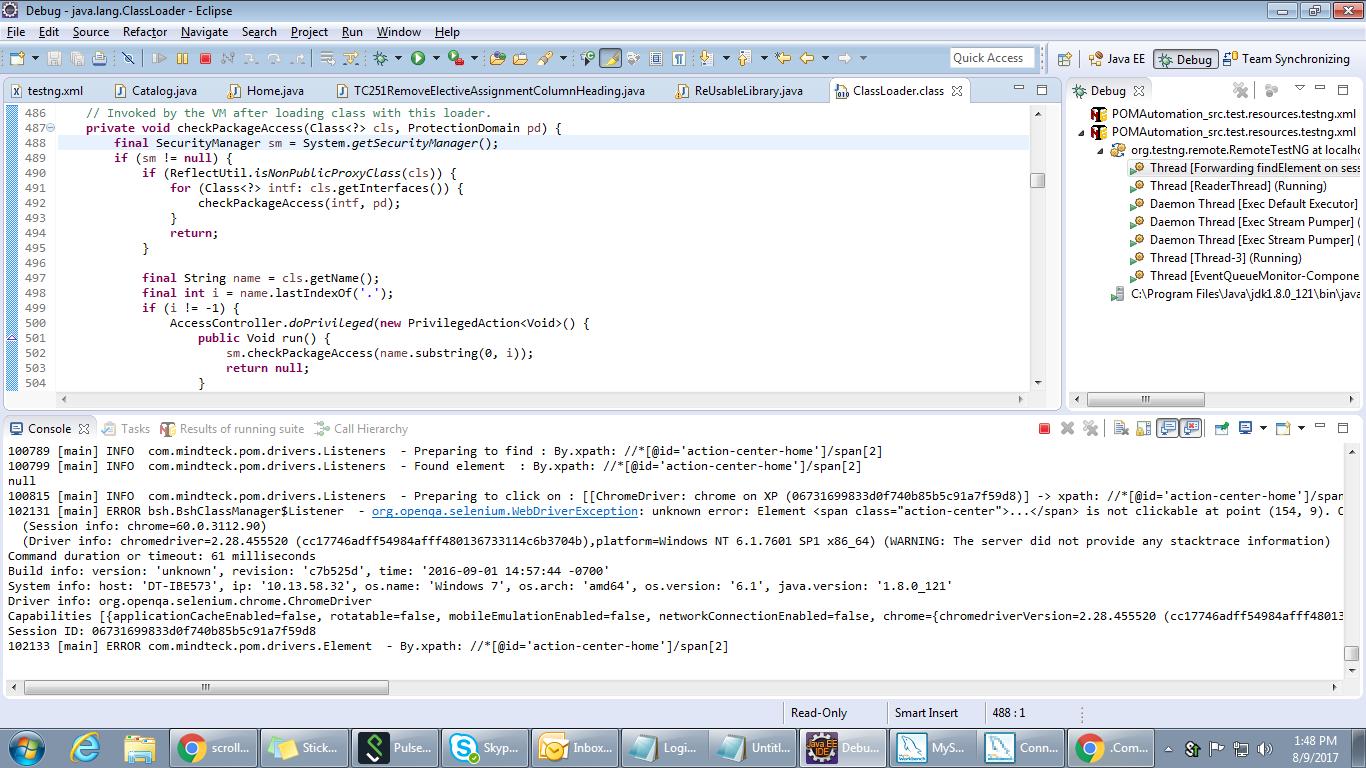 Debug - java.lang.ClassLoader - Eclipse
File Edit Source Refactor Navigate Search Project Run Window Help
Quick Access
Java EE
Debug
Team Synchronizing
testng.xml
Catalog.java
Home.java
TC251RemoveElectiveAssignmentColumnHeading.java
ReUsableLibrary.java
ClassLoader.class
486 // Invoked by the VM after loading class with this loader.
487 private void checkPackageAccess(Class<?> cls, ProtectionDomain pd) {
488 final SecurityManager sm = System.getSecurityManager();
489 if (sm != null) {
490 if (ReflectUtil.isNonPublicProxyClass(cls)) {
491 for (Class<?> intf: cls.getInterfaces()) {
492 checkPackageAccess(intf, pd);
493 }
494 return;
495 }
496
497 final String name = cls.getName();
498 final int i = name.lastIndexOf('.');
499 if (i != -1) {
500 AccessController.doPrivileged(new PrivilegedAction<Void>() {
501 public Void run() {
502 sm.checkPackageAccess(name.substring(0, i));
503 return null;
504 }
Debug
POMAutomation_src.test.resources.testng.xml
POMAutomation_src.test.resources.testng.xml
org.testng.remote.RemoteTestNG at localho
Thread [Forwarding findElement on sess
Thread [ReaderThread] (Running)
Daemon Thread [Exec Default Executor]
Daemon Thread [Exec Stream Pumper] (
Daemon Thread [Exec Stream Pumper] (
Thread [Thread-3] (Running)
Thread [EventQueueMonitor-Compone
C:\Program Files\Java\jdk1.8.0_121\bin\java
Console
Tasks
Results of running suite
Call Hierarchy
100789 [main] INFO com.mindteck.pom.drivers.Listeners - Preparing to find : By.xpath: //*[@id='action-center-home']/span[2]
100799 [main] INFO com.mindteck.pom.drivers.Listeners - Found element : By.xpath: //*[@id='action-center-home']/span[2]
null
100815 [main] INFO com.mindteck.pom.drivers.Listeners - Preparing to click on : [[ChromeDriver: chrome on XP (06731699833d0f740b85b5c91a7f59d8)] -> xpath: //*[@id='action-center-home']/span
102131 [main] ERROR bsh.BshClassManager$Listener - org.openqa.selenium.WebDriverException: unknown error: Element <span class="action-center">...</span> is not clickable at point (154, 9). O
(Session info: chrome=60.0.3112.90)
(Driver info: chromedriver=2.28.455520 (cc17746adff54984afff480136733114c6b3704b),platform=Windows NT 6.1.7601 SP1 x86_64) (WARNING: The server did not provide any stacktrace information)
Command duration or timeout: 61 milliseconds
Build info: version: 'unknown', revision: 'c7b525d', time: '2016-09-01 14:57:44 -0700'
System info: host: 'DT-IBE573', ip: '10.13.58.32', os.name: 'Windows 7', os.arch: 'amd64', os.version: '6.1', java.version: '1.8.0_121'
Driver info: org.openqa.selenium.chrome.ChromeDriver
Capabilities [{applicationCacheEnabled=false, rotatable=false, mobileEmulationEnabled=false, networkConnectionEnabled=false, chrome={chromedriverVersion=2.28.455520 (cc17746adff54984afff48013
Session ID: 06731699833d0f740b85b5c91a7f59d8
102133 [main] ERROR com.mindteck.pom.drivers.Element - By.xpath: //*[@id='action-center-home']/span[2]
Read-Only
Smart Insert
488 : 1
scroll...
Stick...
Pulse...
Skyp...
Inbox...
Logi...
Untitl...
Debu...
MyS...
Conn...
.Com...
1:48 PM
8/9/2017